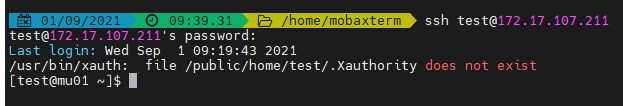 01/09/2021 09:39.31 /home/mobaxterm ssh test@172.17.107.211
test@172.17.107.211's password:
Last login: Wed Sep  1 09:19:43 2021
/usr/bin/xauth:  file /public/home/test/.Xauthority does not exist
[test@mu01 ~]$